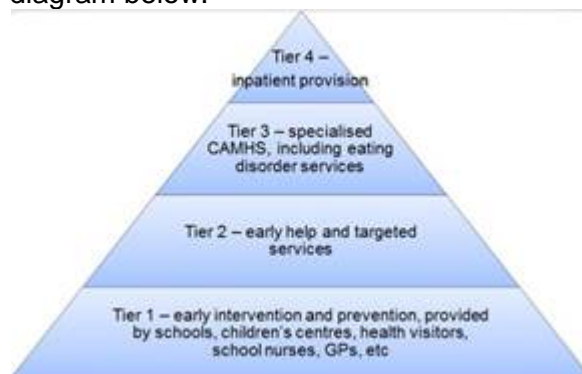 diagram below.
Tier 4 –
inpatient provision
Tier 3 – specialised
CAMHS, including eating
disorder services
Tier 2 – early help and targeted
services
Tier 1 – early intervention and prevention, provided
by schools, children's centres, health visitors,
school nurses, GPs, etc